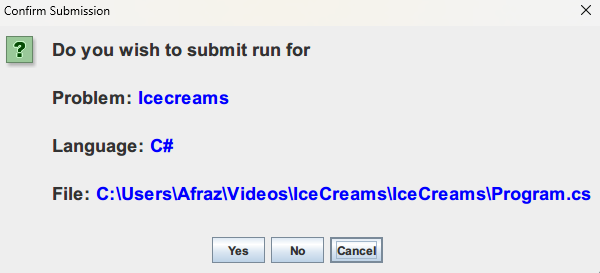 Confirm Submission
?
Do you wish to submit run for
Problem: Icecreams
Language: C#
File: C:\Users\Afraz\Videos\IceCreams\IceCreams\Program.cs
Yes No Cancel